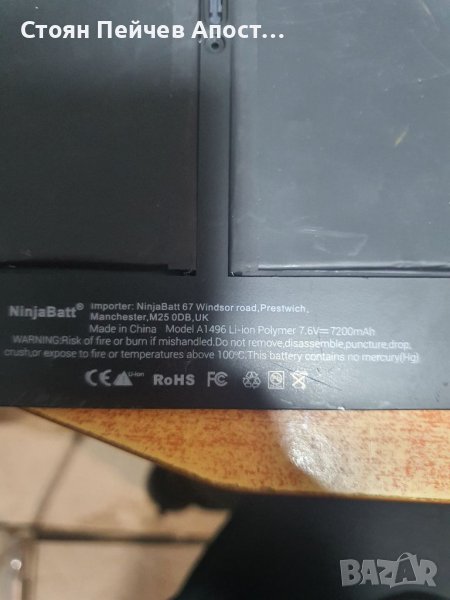 Стоян Пейчев Апост...
NinjaBatt®
Importer: NinjaBatt 67 Windsor road,Prestwich,
Manchester,M25 0DB,UK
Made in China Model A1496 Li-ion Polymer 7.6V⎓7200mAh
WARNING:Risk of fire or burn if mishandled.Do not remove,disassemble,puncture,drop,
crush,or expose to fire or temperatures above 100°C.This battery contains no mercury(Hg)
CE Li-ion RoHS FC
BAZAR